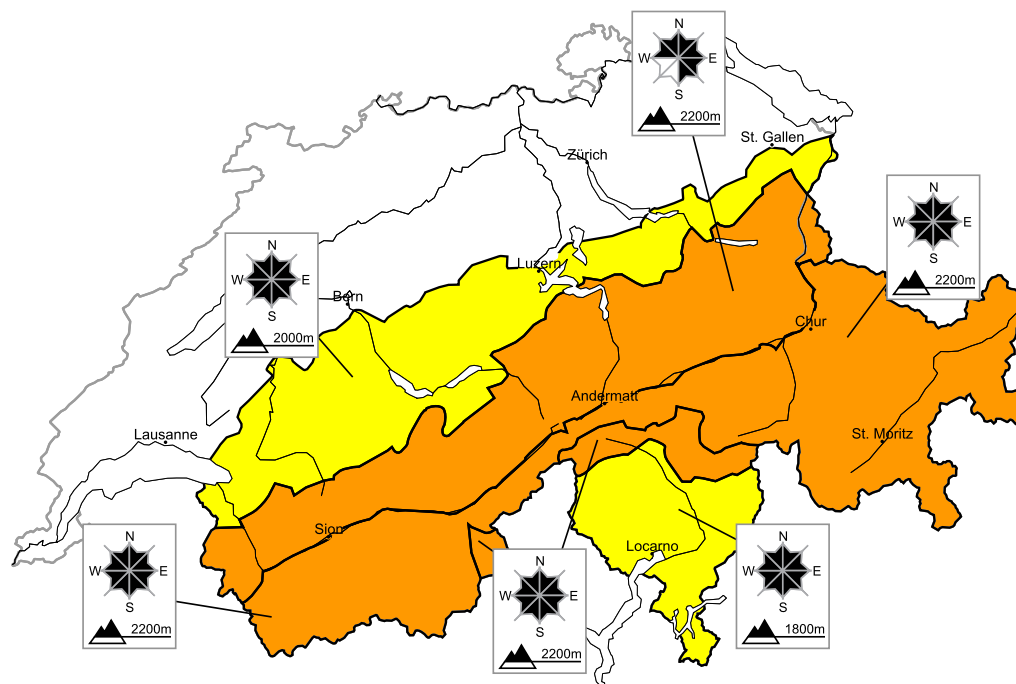 N
W E
S
2200m
St. Gallen
Zürich
N
W E
S
2200m
N
W E
S
2000m
Luzern
Bern
Chur
Andermatt
Lausanne
St. Moritz
Sion
Locarno
N
W E
S
2200m
N
W E
S
2200m
N
W E
S
1800m